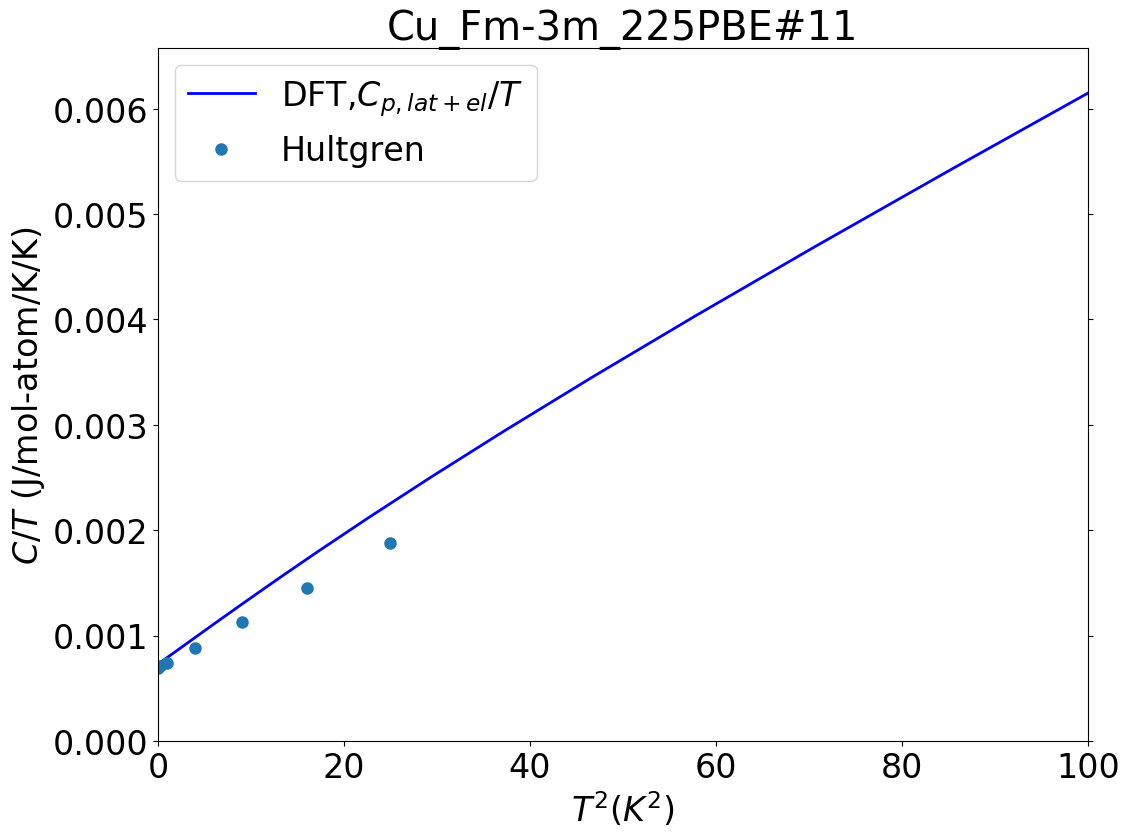 Cu_Fm-3m_225PBE#11
DFT,$C_{p,lat+el}/T$
Hultgren
C/T (J/mol-atom/K/K)
0.006
0.005
0.004
0.003
0.002
0.001
0.000
0 20 40 60 80 100
$T^2(K^2)$